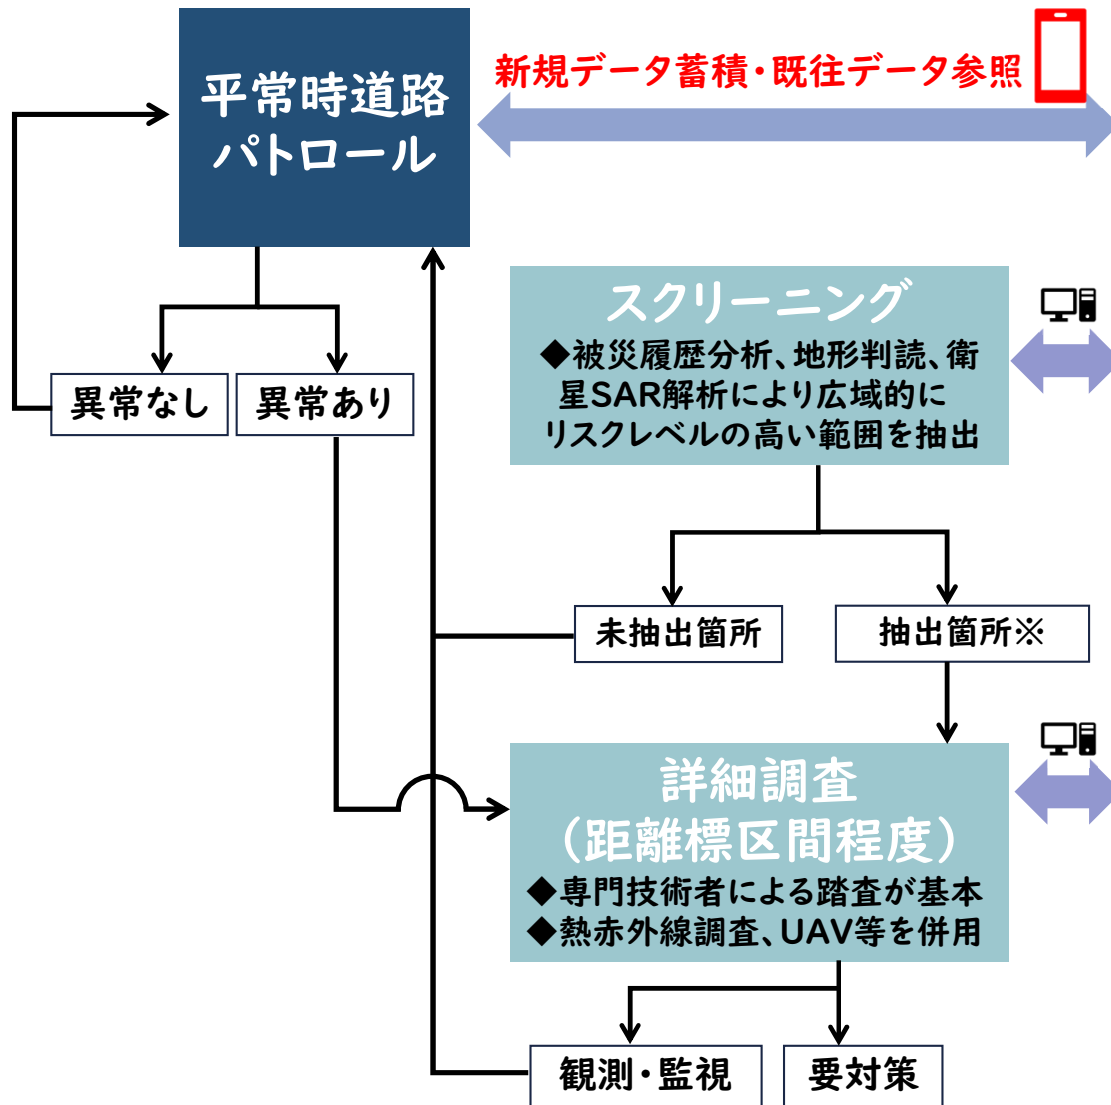 平常時道路
パトロール
新規データ蓄積・既往データ参照
スクリーニング
◆被災履歴分析、地形判読、衛
星SAR解析により広域的に
リスクレベルの高い範囲を抽出
異常なし
異常あり
未抽出箇所
抽出箇所※
詳細調査
（距離標区間程度）
◆専門技術者による踏査が基本
◆熱赤外線調査、UAV等を併用
観測・監視
要対策